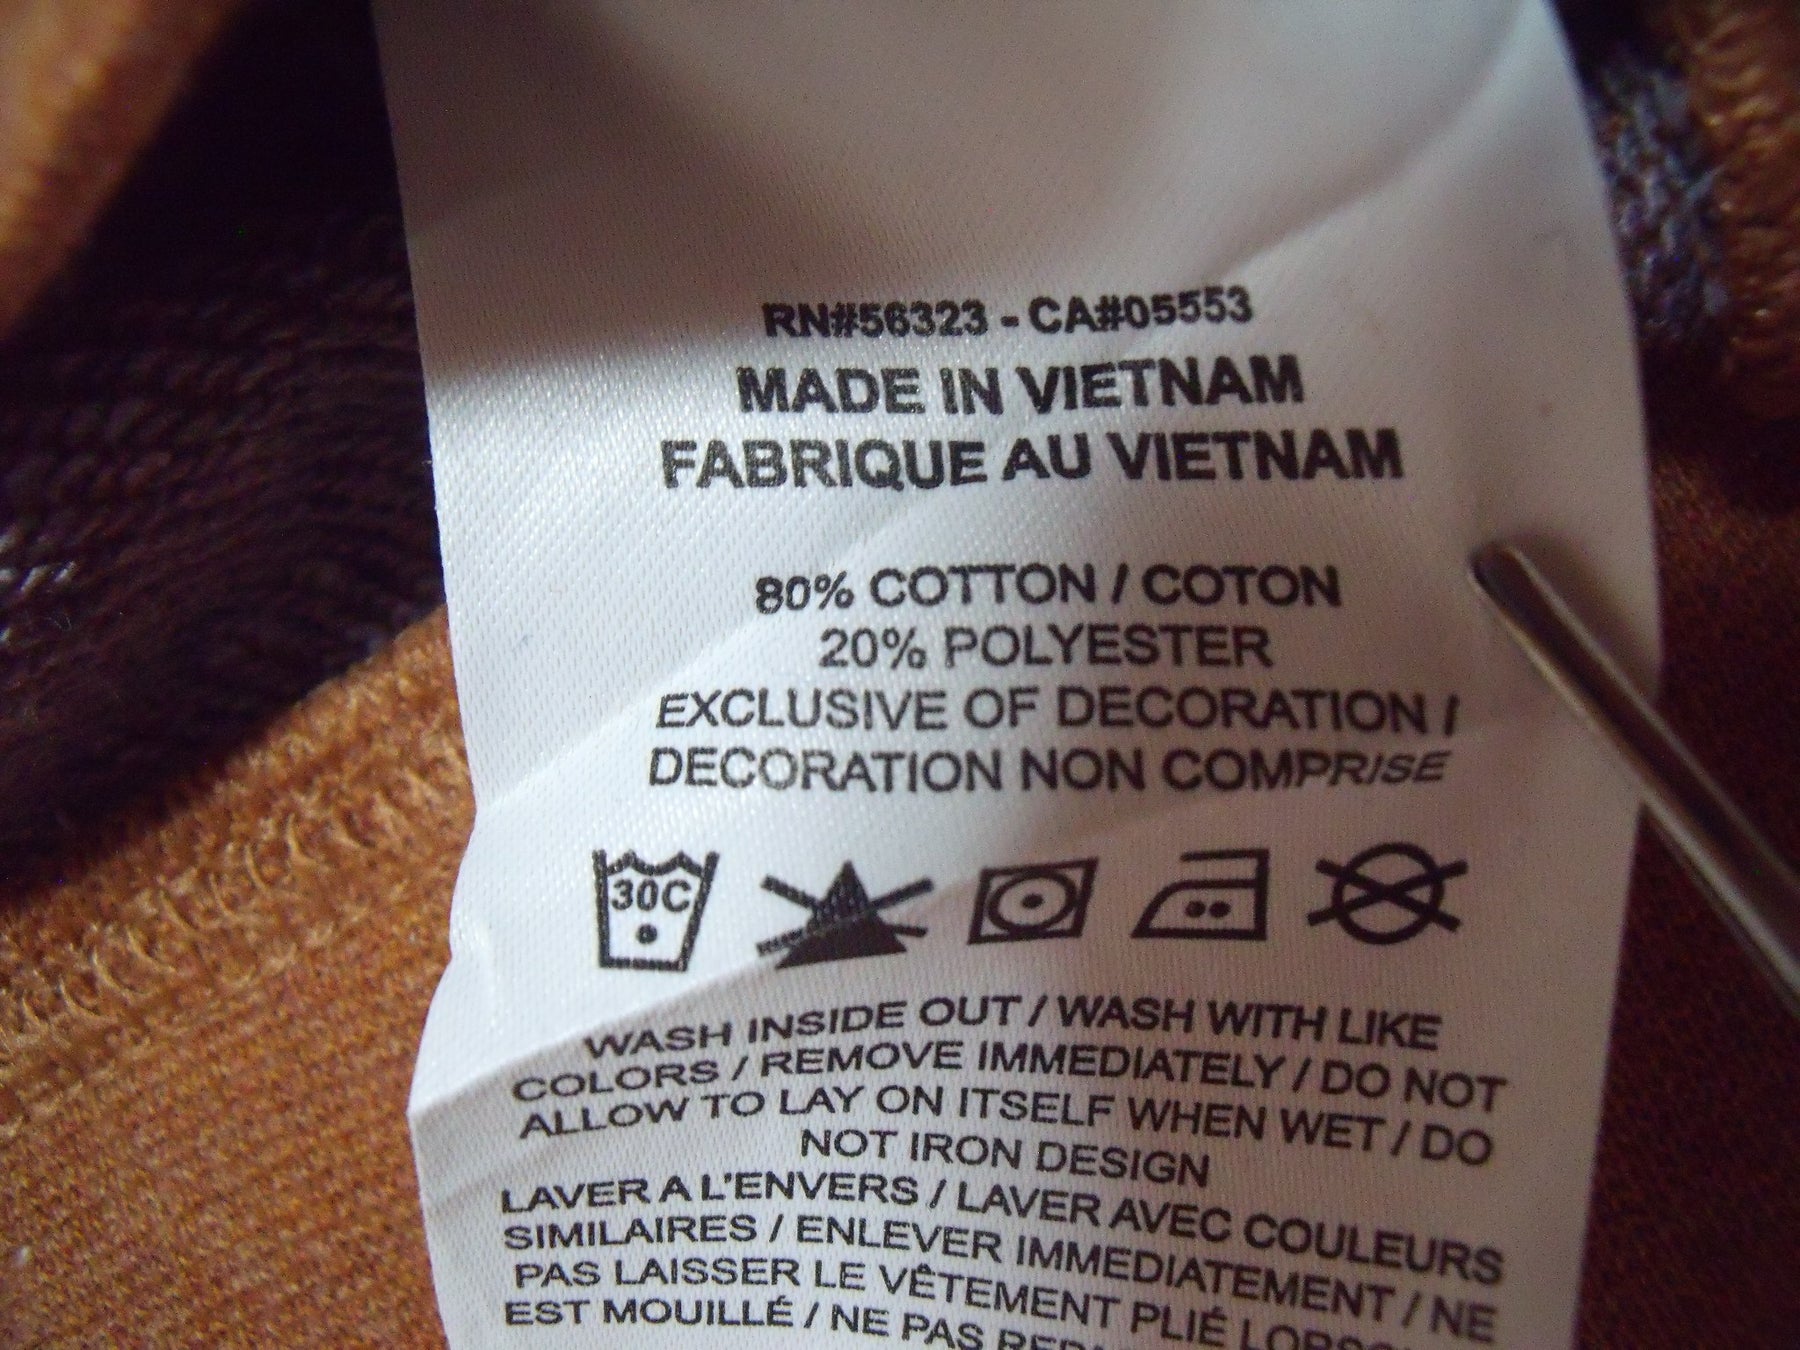 RN#56323 - CA#05553
MADE IN VIETNAM
FABRIQUE AU VIETNAM
80% COTTON / COTON
20% POLYESTER
EXCLUSIVE OF DECORATION /
DECORATION NON COMPRISE
30C
WASH INSIDE OUT / WASH WITH LIKE
COLORS / REMOVE IMMEDIATELY / DO NOT
ALLOW TO LAY ON ITSELF WHEN WET / DO
NOT IRON DESIGN
LAVER A L'ENVERS / LAVER AVEC COULEURS
SIMILAIRES / ENLEVER IMMEDIATEMENT / NE
PAS LAISSER LE VÊTEMENT PLIÉ
EST MOUILLÉ / NE PAS